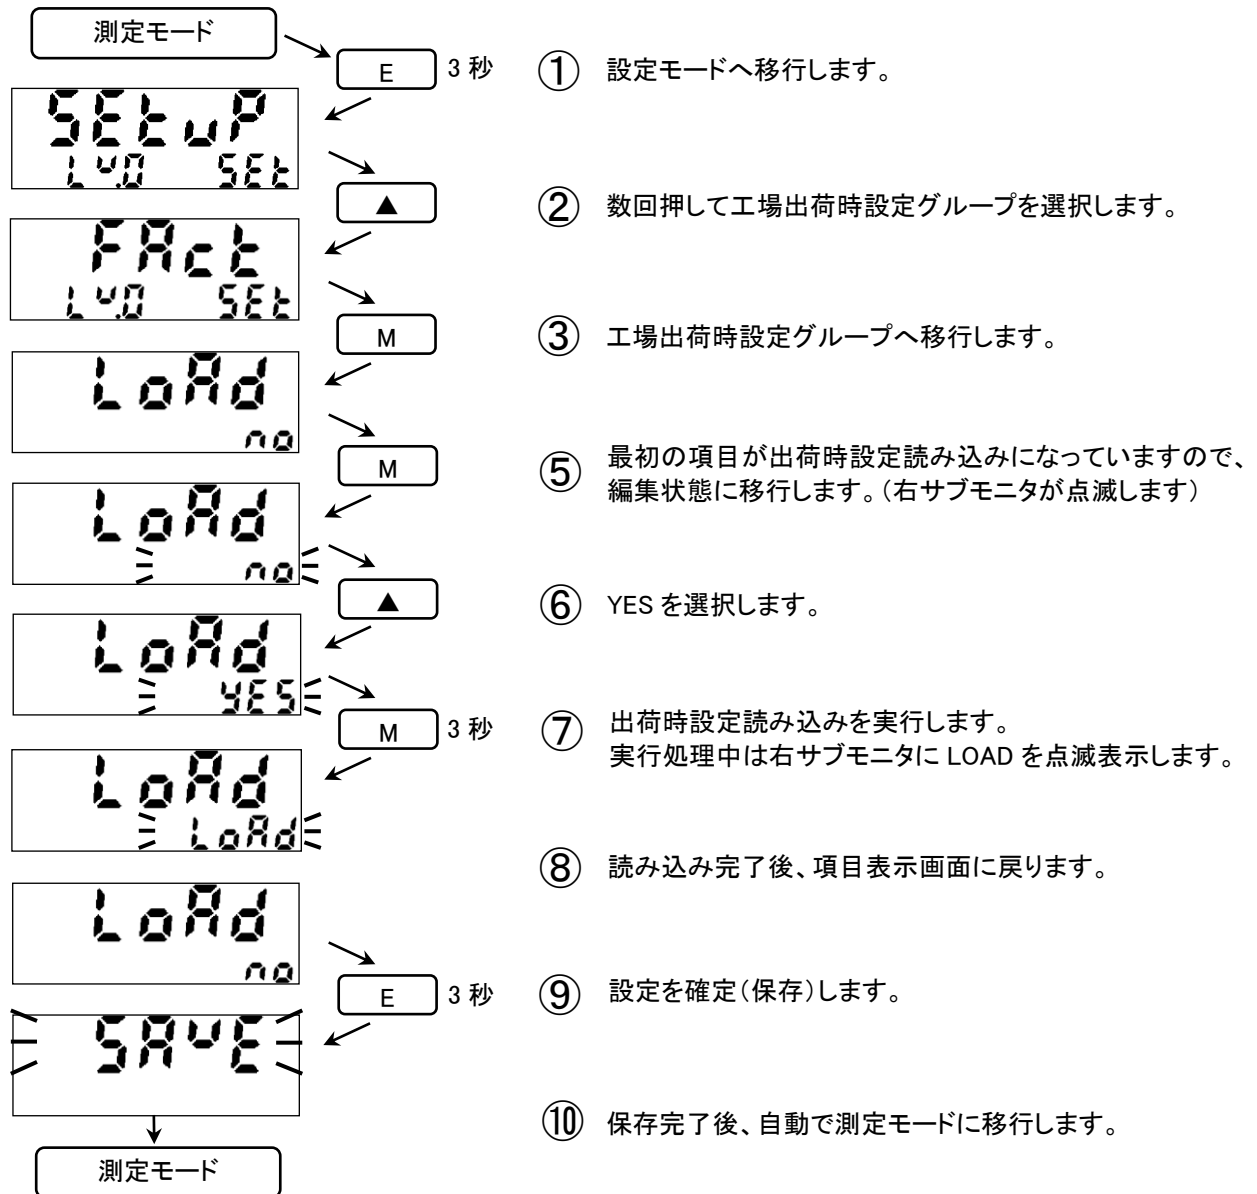 測定モード
E 3 秒 ① 設定モードへ移行します。
SEtuP
Lv.0 SEt
▲ ② 数回押して工場出荷時設定グループを選択します。
FAct
Lv.0 SEt
M ③ 工場出荷時設定グループへ移行します。
LoAd
no
M ⑤ 最初の項目が出荷時設定読み込みになっていますので、
編集状態に移行します。（右サブモニタが点滅します）
LoAd
no
▲ ⑥ YES を選択します。
LoAd
YES
M 3 秒 ⑦ 出荷時設定読み込みを実行します。
実行処理中は右サブモニタに LOAD を点滅表示します。
LoAd
LoAd
⑧ 読み込み完了後、項目表示画面に戻ります。
LoAd
no
E 3 秒 ⑨ 設定を確定（保存）します。
SAvE
⑩ 保存完了後、自動で測定モードに移行します。
測定モード